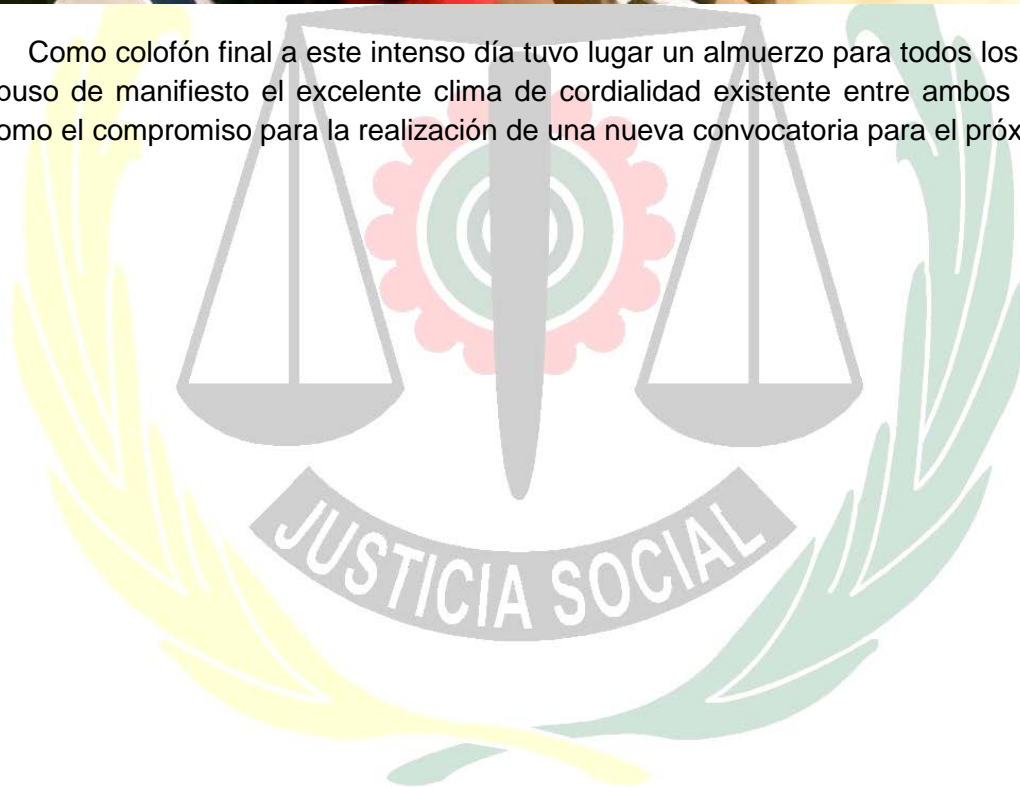 Como colofón final a este intenso día tuvo lugar un almuerzo para todos los
puso de manifiesto el excelente clima de cordialidad existente entre ambos
omo el compromiso para la realización de una nueva convocatoria para el próx
JUSTICIA SOCIAL